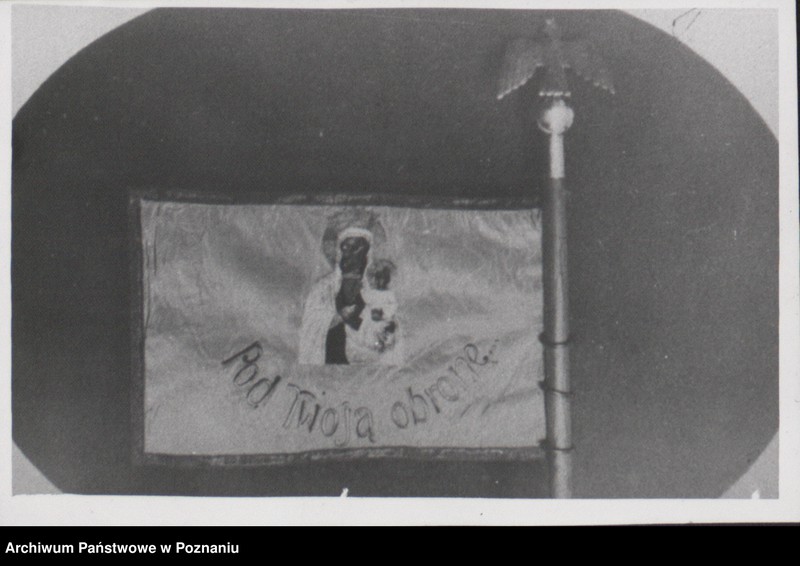 Pod Twoją obronę...
Archiwum Państwowe w Poznaniu